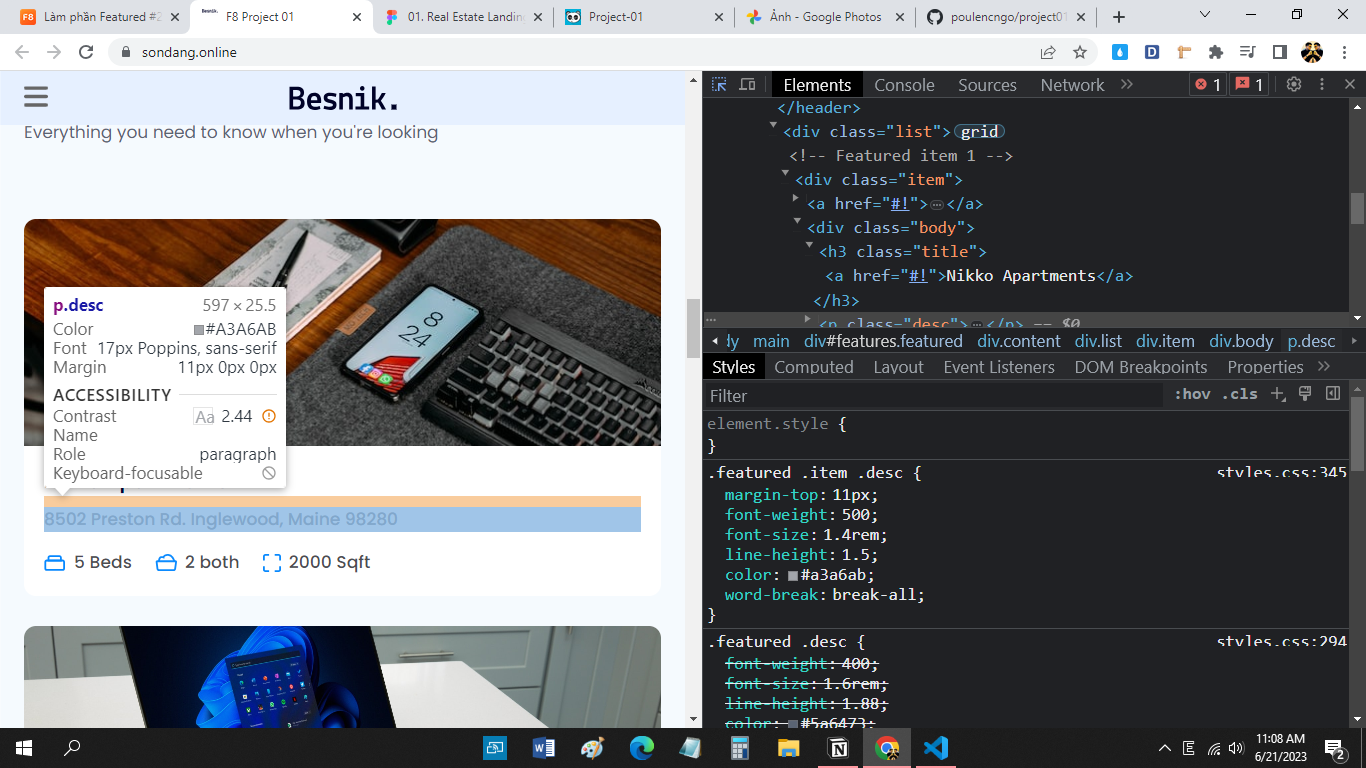 Làm phần Featured #2
F8 Project 01
01. Real Estate Landin
Project-01
Ảnh - Google Photos
poulencngo/project01
sondang.online
Besnik.
Everything you need to know when you're looking
8
24
p.desc 597 × 25.5
Color #A3A6AB
Font 17px Poppins, sans-serif
Margin 11px 0px 0px
ACCESSIBILITY
Contrast Aa 2.44
Name
Role paragraph
Keyboard-focusable
8502 Preston Rd. Inglewood, Maine 98280
5 Beds 2 both 2000 Sqft
Elements Console Sources Network 1 1
</header>
<div class="list"> grid
<!-- Featured item 1 -->
<div class="item">
<a href="#!">…</a>
<div class="body">
<h3 class="title">
<a href="#!">Nikko Apartments</a>
</h3>
… <p class="desc">…</p> == $0
dy main div#features.featured div.content div.list div.item div.body p.desc
Styles Computed Layout Event Listeners DOM Breakpoints Properties
Filter :hov .cls
element.style {
}
.featured .item .desc { styles.css:345
margin-top: 11px;
font-weight: 500;
font-size: 1.4rem;
line-height: 1.5;
color: #a3a6ab;
word-break: break-all;
}
.featured .desc { styles.css:294
font-weight: 400;
font-size: 1.6rem;
line-height: 1.88;
color: #5a6473;
E 11:08 AM
6/21/2023
2